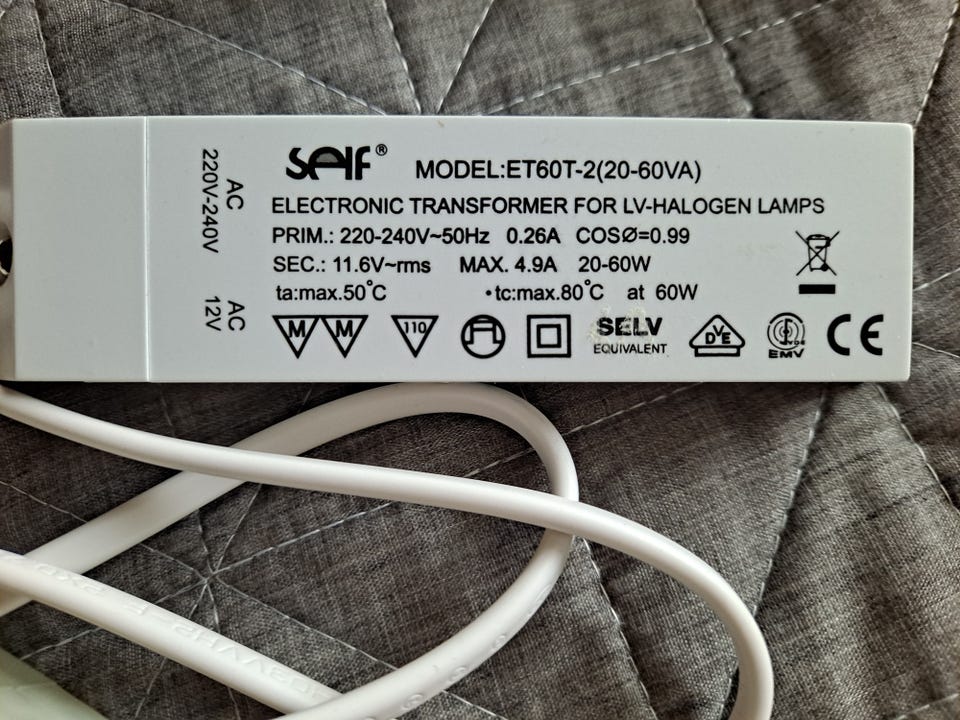 Self®
MODEL:ET60T-2(20-60VA)
ELECTRONIC TRANSFORMER FOR LV-HALOGEN LAMPS
PRIM.: 220-240V~50Hz 0.26A COSØ=0.99
SEC.: 11.6V~rms MAX. 4.9A 20-60W
ta:max.50°C •tc:max.80°C at 60W
M M 110 SELV
EQUIVALENT
DVE
VDE
EMV
CE
AC
220V-240V
AC
12V